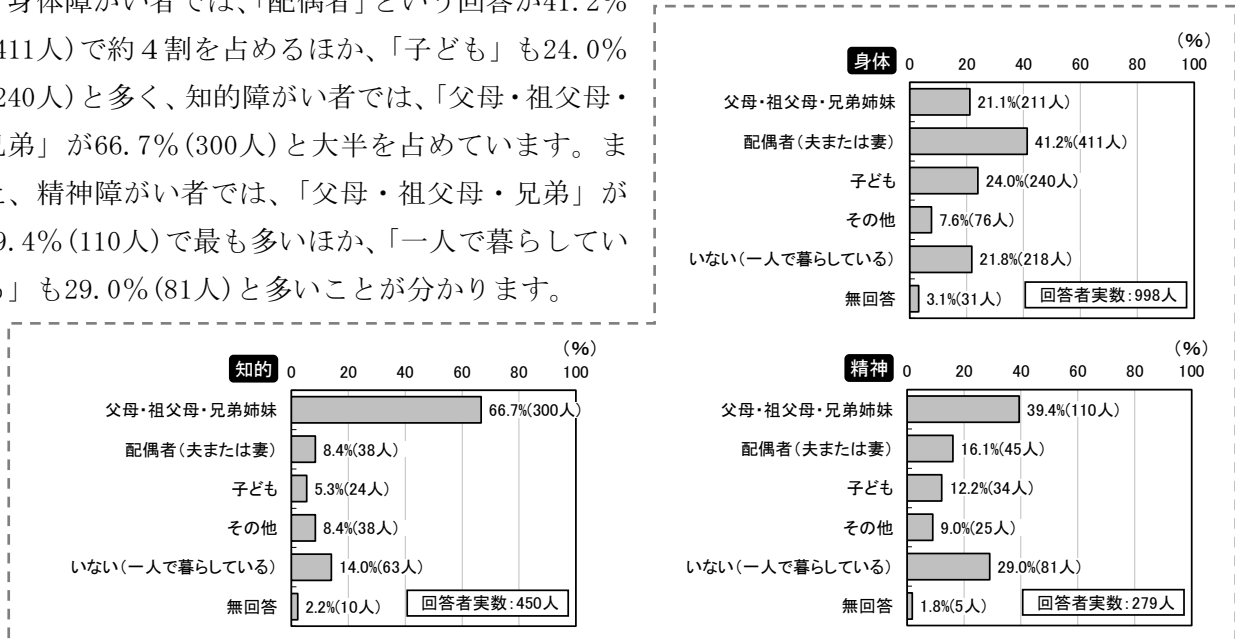 身体障がい者では、「配偶者」という回答が41.2%
411人)で約4割を占めるほか、「子ども」も24.0%
240人)と多く、知的障がい者では、「父母・祖父母・
弟」が66.7%(300人)と大半を占めています。ま
、精神障がい者では、「父母・祖父母・兄弟」が
9.4%(110人)で最も多いほか、「一人で暮らしてい
」も29.0%(81人)と多いことが分かります。
(%)
身体 0 20 40 60 80 100
父母・祖父母・兄弟姉妹 21.1%(211人)
配偶者(夫または妻) 41.2%(411人)
子ども 24.0%(240人)
その他 7.6%(76人)
いない(一人で暮らしている) 21.8%(218人)
無回答 3.1%(31人) 回答者実数:998人
(%)
知的 0 20 40 60 80 100
父母・祖父母・兄弟姉妹 66.7%(300人)
配偶者(夫または妻) 8.4%(38人)
子ども 5.3%(24人)
その他 8.4%(38人)
いない(一人で暮らしている) 14.0%(63人)
無回答 2.2%(10人) 回答者実数:450人
(%)
精神 0 20 40 60 80 100
父母・祖父母・兄弟姉妹 39.4%(110人)
配偶者(夫または妻) 16.1%(45人)
子ども 12.2%(34人)
その他 9.0%(25人)
いない(一人で暮らしている) 29.0%(81人)
無回答 1.8%(5人) 回答者実数:279人